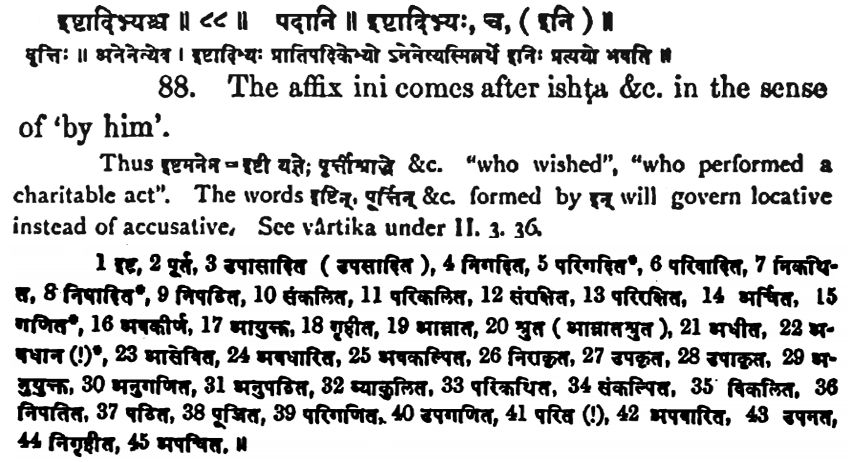 इष्टादिभ्यश्च ॥ ८८ ॥ पदानि ॥ इष्टादिभ्यः, च, ( इनि ) ॥
वृत्तिः ॥ अनेनेत्येव । इष्टादिभ्यः प्रातिपदिकेभ्यो ऽनेनेत्यस्मिन्नर्थे इनिः प्रत्ययो भवति ॥
88. The affix ini comes after ishṭa &c. in the sense
of 'by him'.
Thus इष्टमनेन = इष्टी यज्ञे; पूर्त्तीश्राद्धे &c. "who wished", "who performed a
charitable act". The words इष्टिन्, पूर्त्तिन् &c. formed by इन् will govern locative
instead of accusative. See vârtika under II. 3. 36.
1 इष्ट, 2 पूर्त, 3 उपासादित ( उपसादित ), 4 निगदित, 5 परिगदित*, 6 परिवादित, 7 निकथि-
त, 8 निषादित*, 9 निपठित, 10 संकलित, 11 परिकलित, 12 संरक्षित, 13 परिरक्षित, 14 अर्चित, 15
गणित*, 16 अवकीर्ण, 17 आयुक्त, 18 गृहीत, 19 आम्नात, 20 श्रुत ( आम्नातश्रुत ), 21 अधीत, 22 अ-
वधान (!)*, 23 आसेवित, 24 अवधारित, 25 अवकल्पित, 26 निराकृत, 27 उपकृत, 28 उपाकृत, 29 अ-
नुयुक्त, 30 अनुगणित, 31 अनुपठित, 32 व्याकुलित, 33 परिकथित, 34 संकल्पित, 35 विकलित, 36
निपतित, 37 पठित, 38 पूजित, 39 परिगणित, 40 उपगणित, 41 परित (!), 42 अपवारित, 43 उपनत,
44 निगृहीत, 45 अपचित, ॥